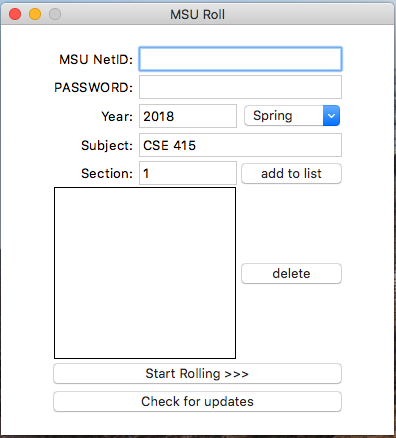 MSU Roll
MSU NetID:
PASSWORD:
Year: 2018 Spring
Subject: CSE 415
Section: 1 add to list
delete
Start Rolling >>>
Check for updates